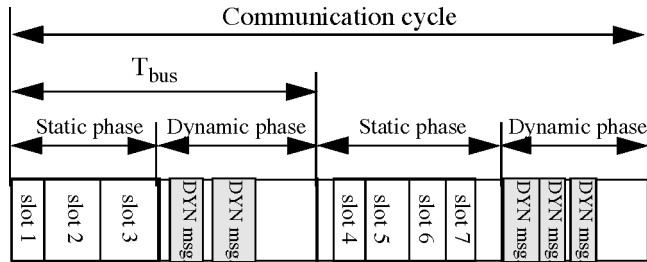 Communication cycle
T_bus
Static phase Dynamic phase Static phase Dynamic phase
slot 1
slot 2
slot 3
DYN msg.
DYN msg.
slot 4
slot 5
slot 6
slot 7
DYN msg.
DYN msg.
DYN msg.